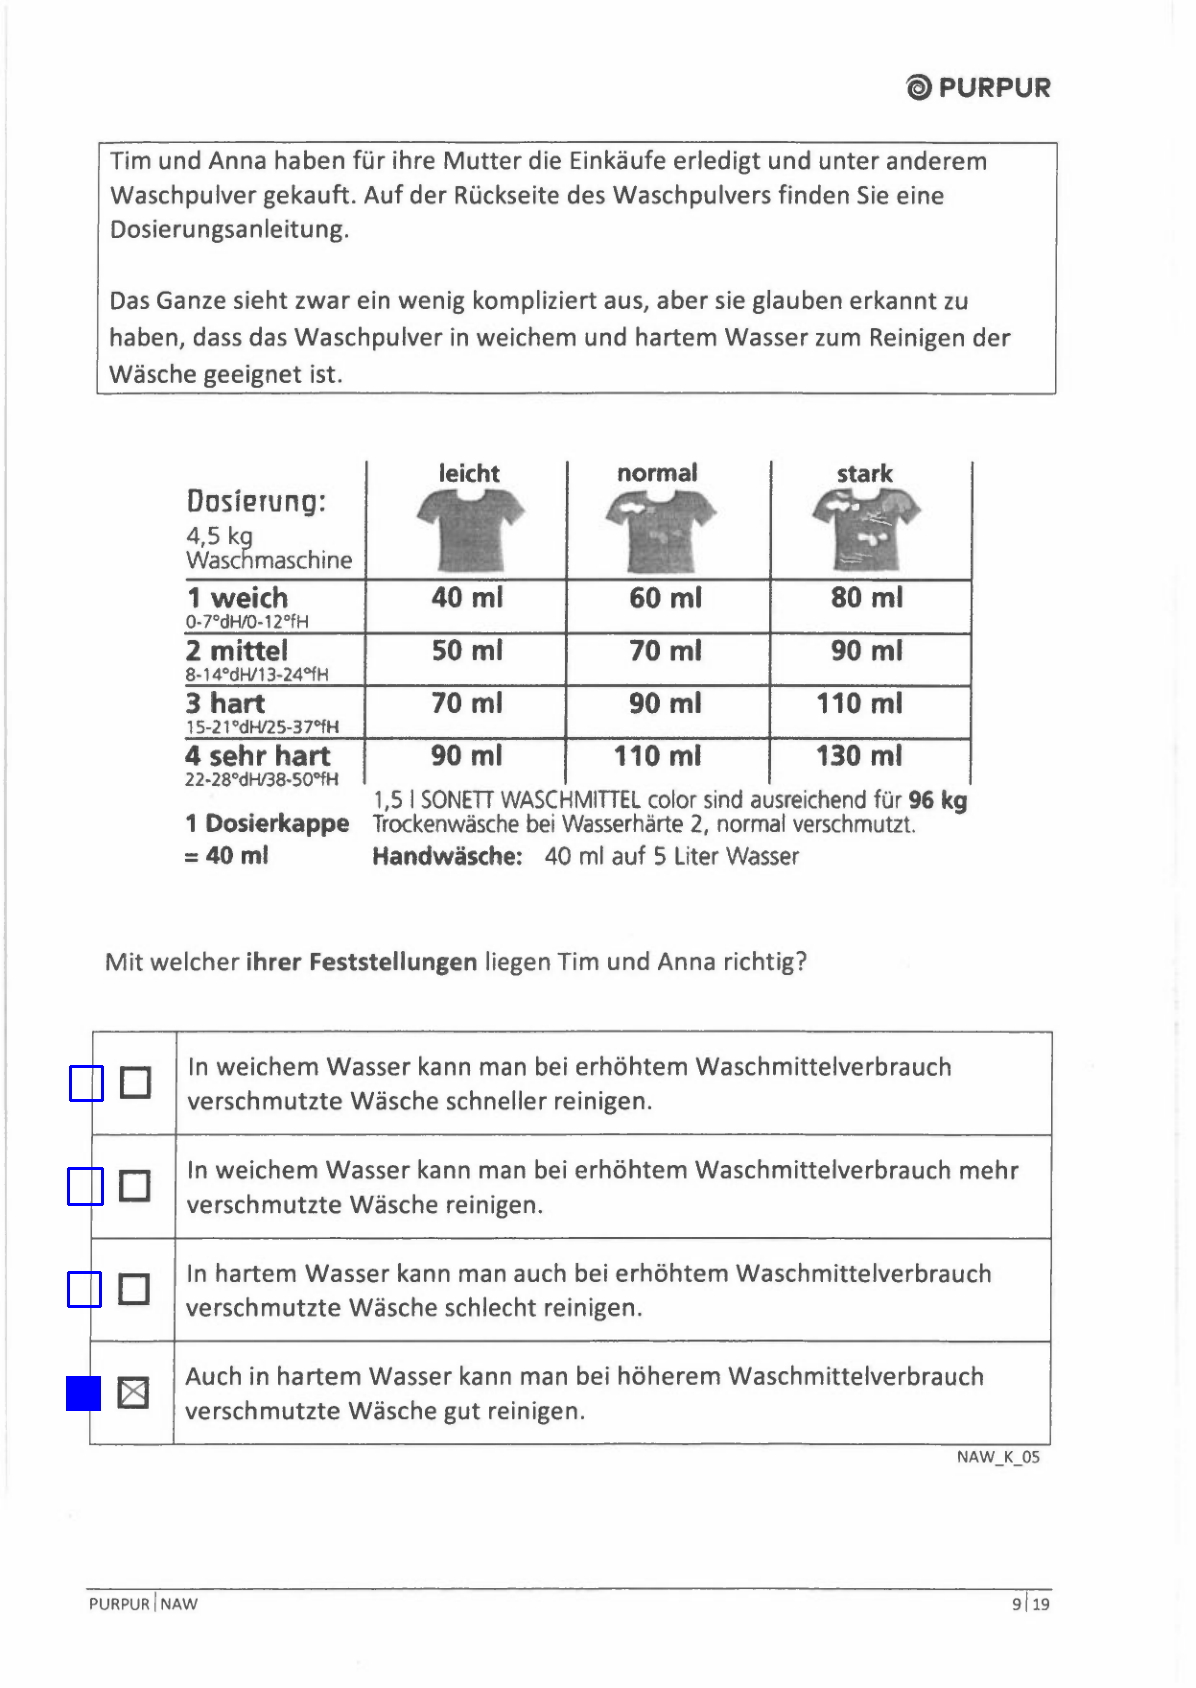 PURPUR
Tim und Anna haben für ihre Mutter die Einkäufe erledigt und unter anderem
Waschpulver gekauft. Auf der Rückseite des Waschpulvers finden Sie eine
Dosierungsanleitung.
Das Ganze sieht zwar ein wenig kompliziert aus, aber sie glauben erkannt zu
haben, dass das Waschpulver in weichem und hartem Wasser zum Reinigen der
Wäsche geeignet ist.
leicht normal stark
Dosierung:
4,5 kg
Waschmaschine
1 weich 40 ml 60 ml 80 ml
0-7°dH/0-12°fH
2 mittel 50 ml 70 ml 90 ml
8-14°dH/13-24°fH
3 hart 70 ml 90 ml 110 ml
15-21°dH/25-37°fH
4 sehr hart 90 ml 110 ml 130 ml
22-28°dH/38-50°fH
1,5 l SONETT WASCHMITTEL color sind ausreichend für 96 kg
1 Dosierkappe Trockenwäsche bei Wasserhärte 2, normal verschmutzt.
= 40 ml Handwäsche: 40 ml auf 5 Liter Wasser
Mit welcher ihrer Feststellungen liegen Tim und Anna richtig?
In weichem Wasser kann man bei erhöhtem Waschmittelverbrauch
verschmutzte Wäsche schneller reinigen.
In weichem Wasser kann man bei erhöhtem Waschmittelverbrauch mehr
verschmutzte Wäsche reinigen.
In hartem Wasser kann man auch bei erhöhtem Waschmittelverbrauch
verschmutzte Wäsche schlecht reinigen.
Auch in hartem Wasser kann man bei höherem Waschmittelverbrauch
verschmutzte Wäsche gut reinigen.
NAW_K_05
PURPUR | NAW 9 | 19